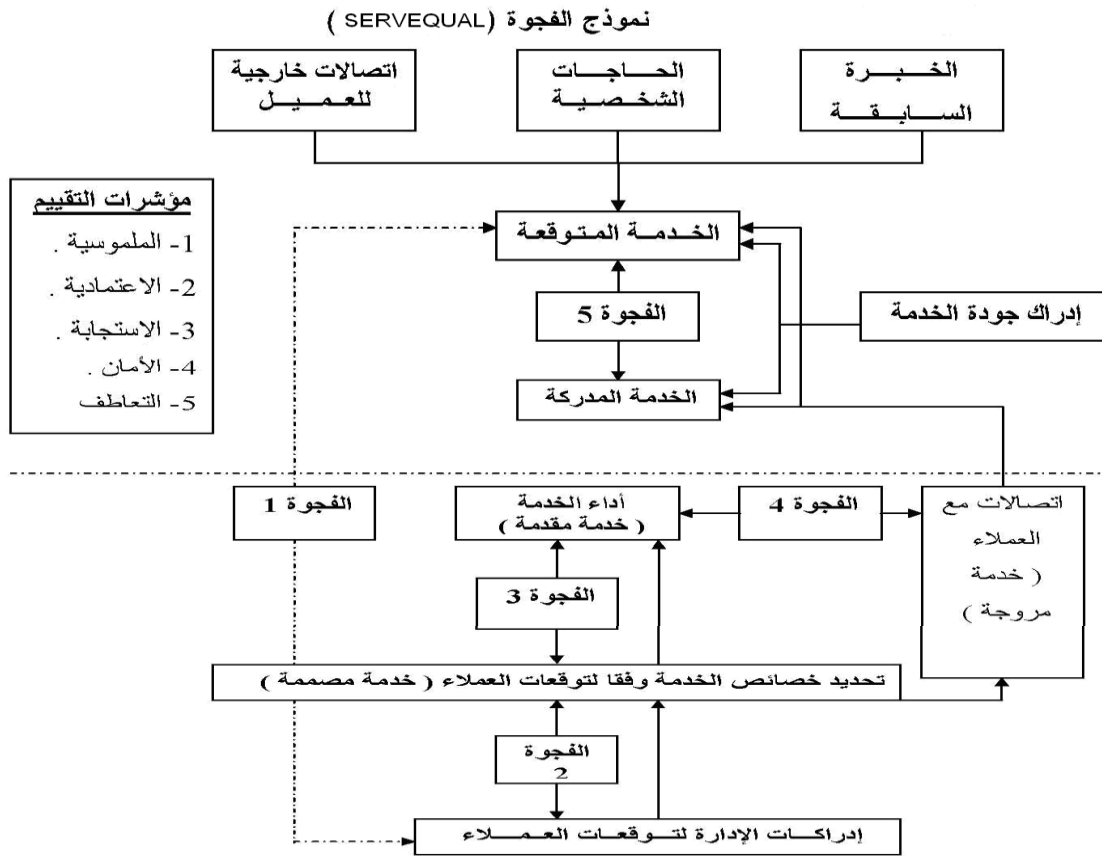 نموذج الفجوة (SERVEQUAL )
الخبرة
السابقة
الحاجات
الشخصية
اتصالات خارجية
للعميل
مؤشرات التقييم
1- الملموسية .
2- الاعتمادية .
3- الاستجابة .
4- الأمان .
5- التعاطف
الخدمة المتوقعة
الفجوة 5
إدراك جودة الخدمة
الخدمة المدركة
الفجوة 1
أداء الخدمة
( خدمة مقدمة )
الفجوة 4
اتصالات مع
العملاء
( خدمة
مروجة )
الفجوة 3
تحديد خصائص الخدمة وفقا لتوقعات العملاء ( خدمة مصممة )
الفجوة
2
إدراكات الإدارة لتوقعات العملاء